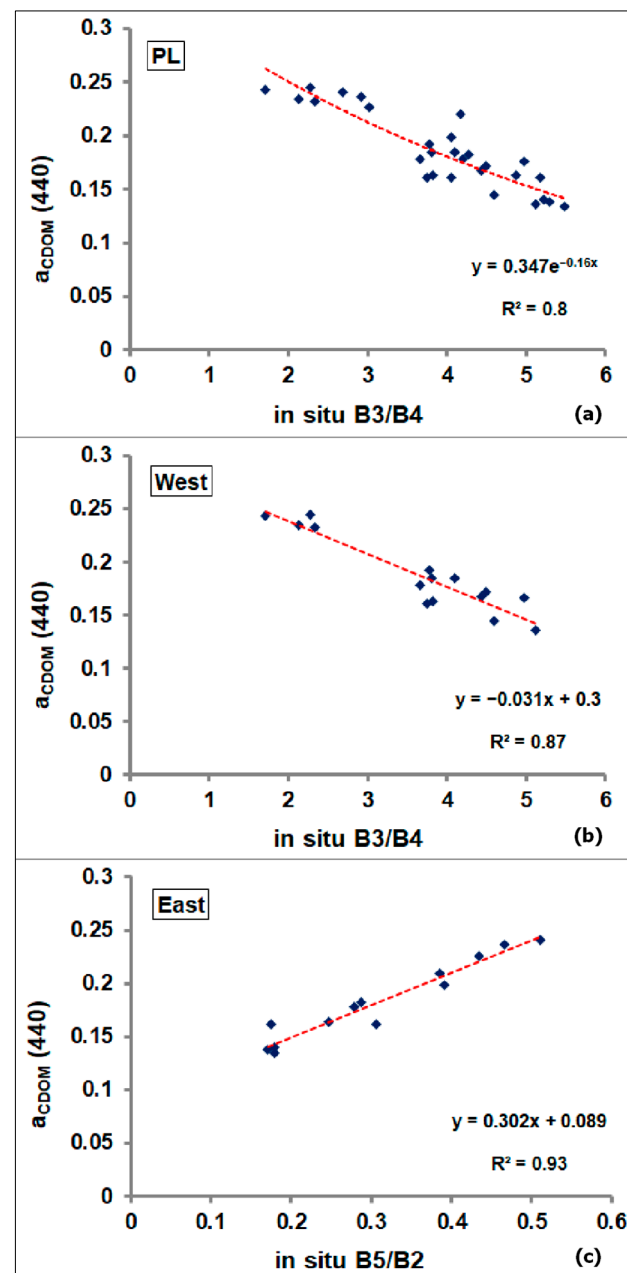 PL
0.3
0.25
0.2
0.15
0.1
0.05
0
a_CDOM (440)
y = 0.347e^−0.16x
R² = 0.8
0 1 2 3 4 5 6
in situ B3/B4 (a)
West
0.3
0.25
0.2
0.15
0.1
0.05
0
a_CDOM (440)
y = −0.031x + 0.3
R² = 0.87
0 1 2 3 4 5 6
in situ B3/B4 (b)
East
0.3
0.25
0.2
0.15
0.1
0.05
0
a_CDOM (440)
y = 0.302x + 0.089
R² = 0.93
0 0.1 0.2 0.3 0.4 0.5 0.6
in situ B5/B2 (c)